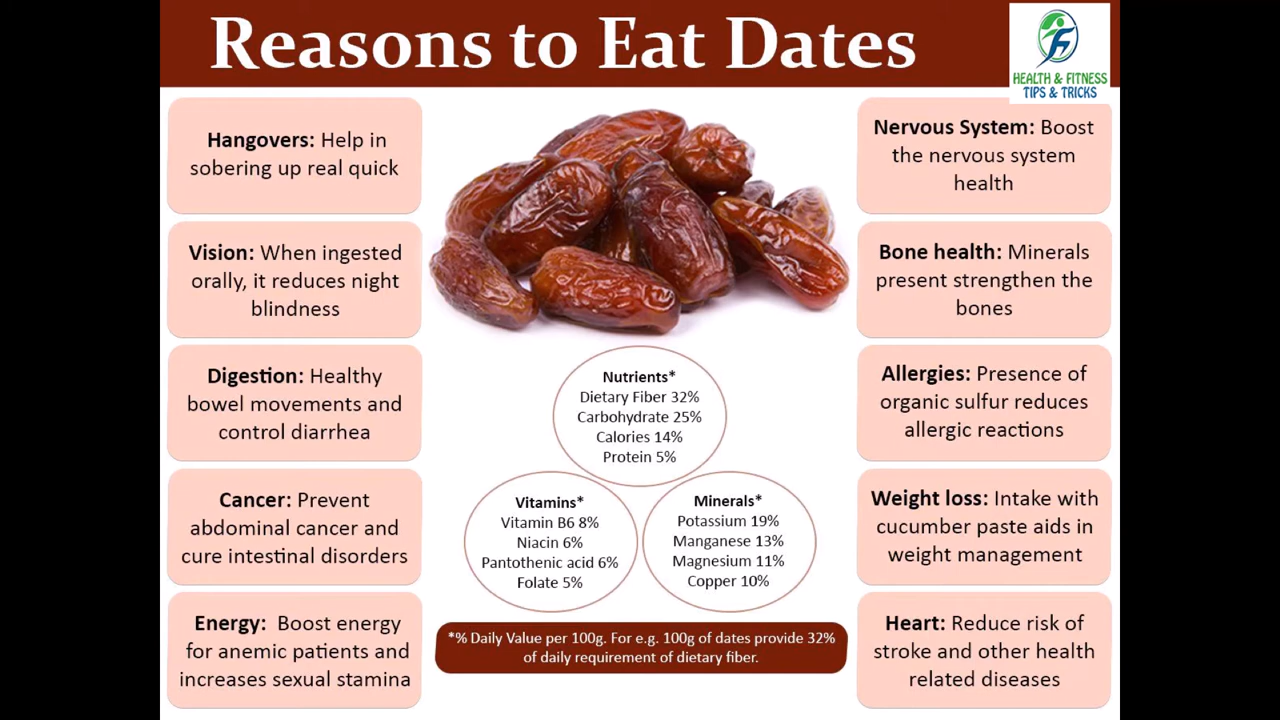 Reasons to Eat Dates
HEALTH & FITNESS
TIPS & TRICKS
Hangovers: Help in
sobering up real quick
Vision: When ingested
orally, it reduces night
blindness
Digestion: Healthy
bowel movements and
control diarrhea
Cancer: Prevent
abdominal cancer and
cure intestinal disorders
Energy: Boost energy
for anemic patients and
increases sexual stamina
Nutrients*
Dietary Fiber 32%
Carbohydrate 25%
Calories 14%
Protein 5%
Vitamins*
Vitamin B6 8%
Niacin 6%
Pantothenic acid 6%
Folate 5%
Minerals*
Potassium 19%
Manganese 13%
Magnesium 11%
Copper 10%
*% Daily Value per 100g. For e.g. 100g of dates provide 32%
of daily requirement of dietary fiber.
Nervous System: Boost
the nervous system
health
Bone health: Minerals
present strengthen the
bones
Allergies: Presence of
organic sulfur reduces
allergic reactions
Weight loss: Intake with
cucumber paste aids in
weight management
Heart: Reduce risk of
stroke and other health
related diseases